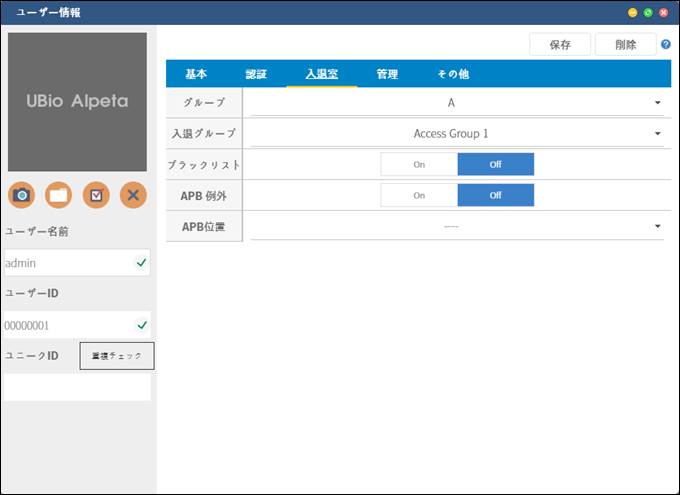 ユーザー情報
保存 削除 ?
UBio Alpeta
基本 認証 入退室 管理 その他
グループ A
入退グループ Access Group 1
ブラックリスト On Off
APB 例外 On Off
APB位置 ----
ユーザー名前
admin
ユーザーID
00000001
ユニークID 重複チェック